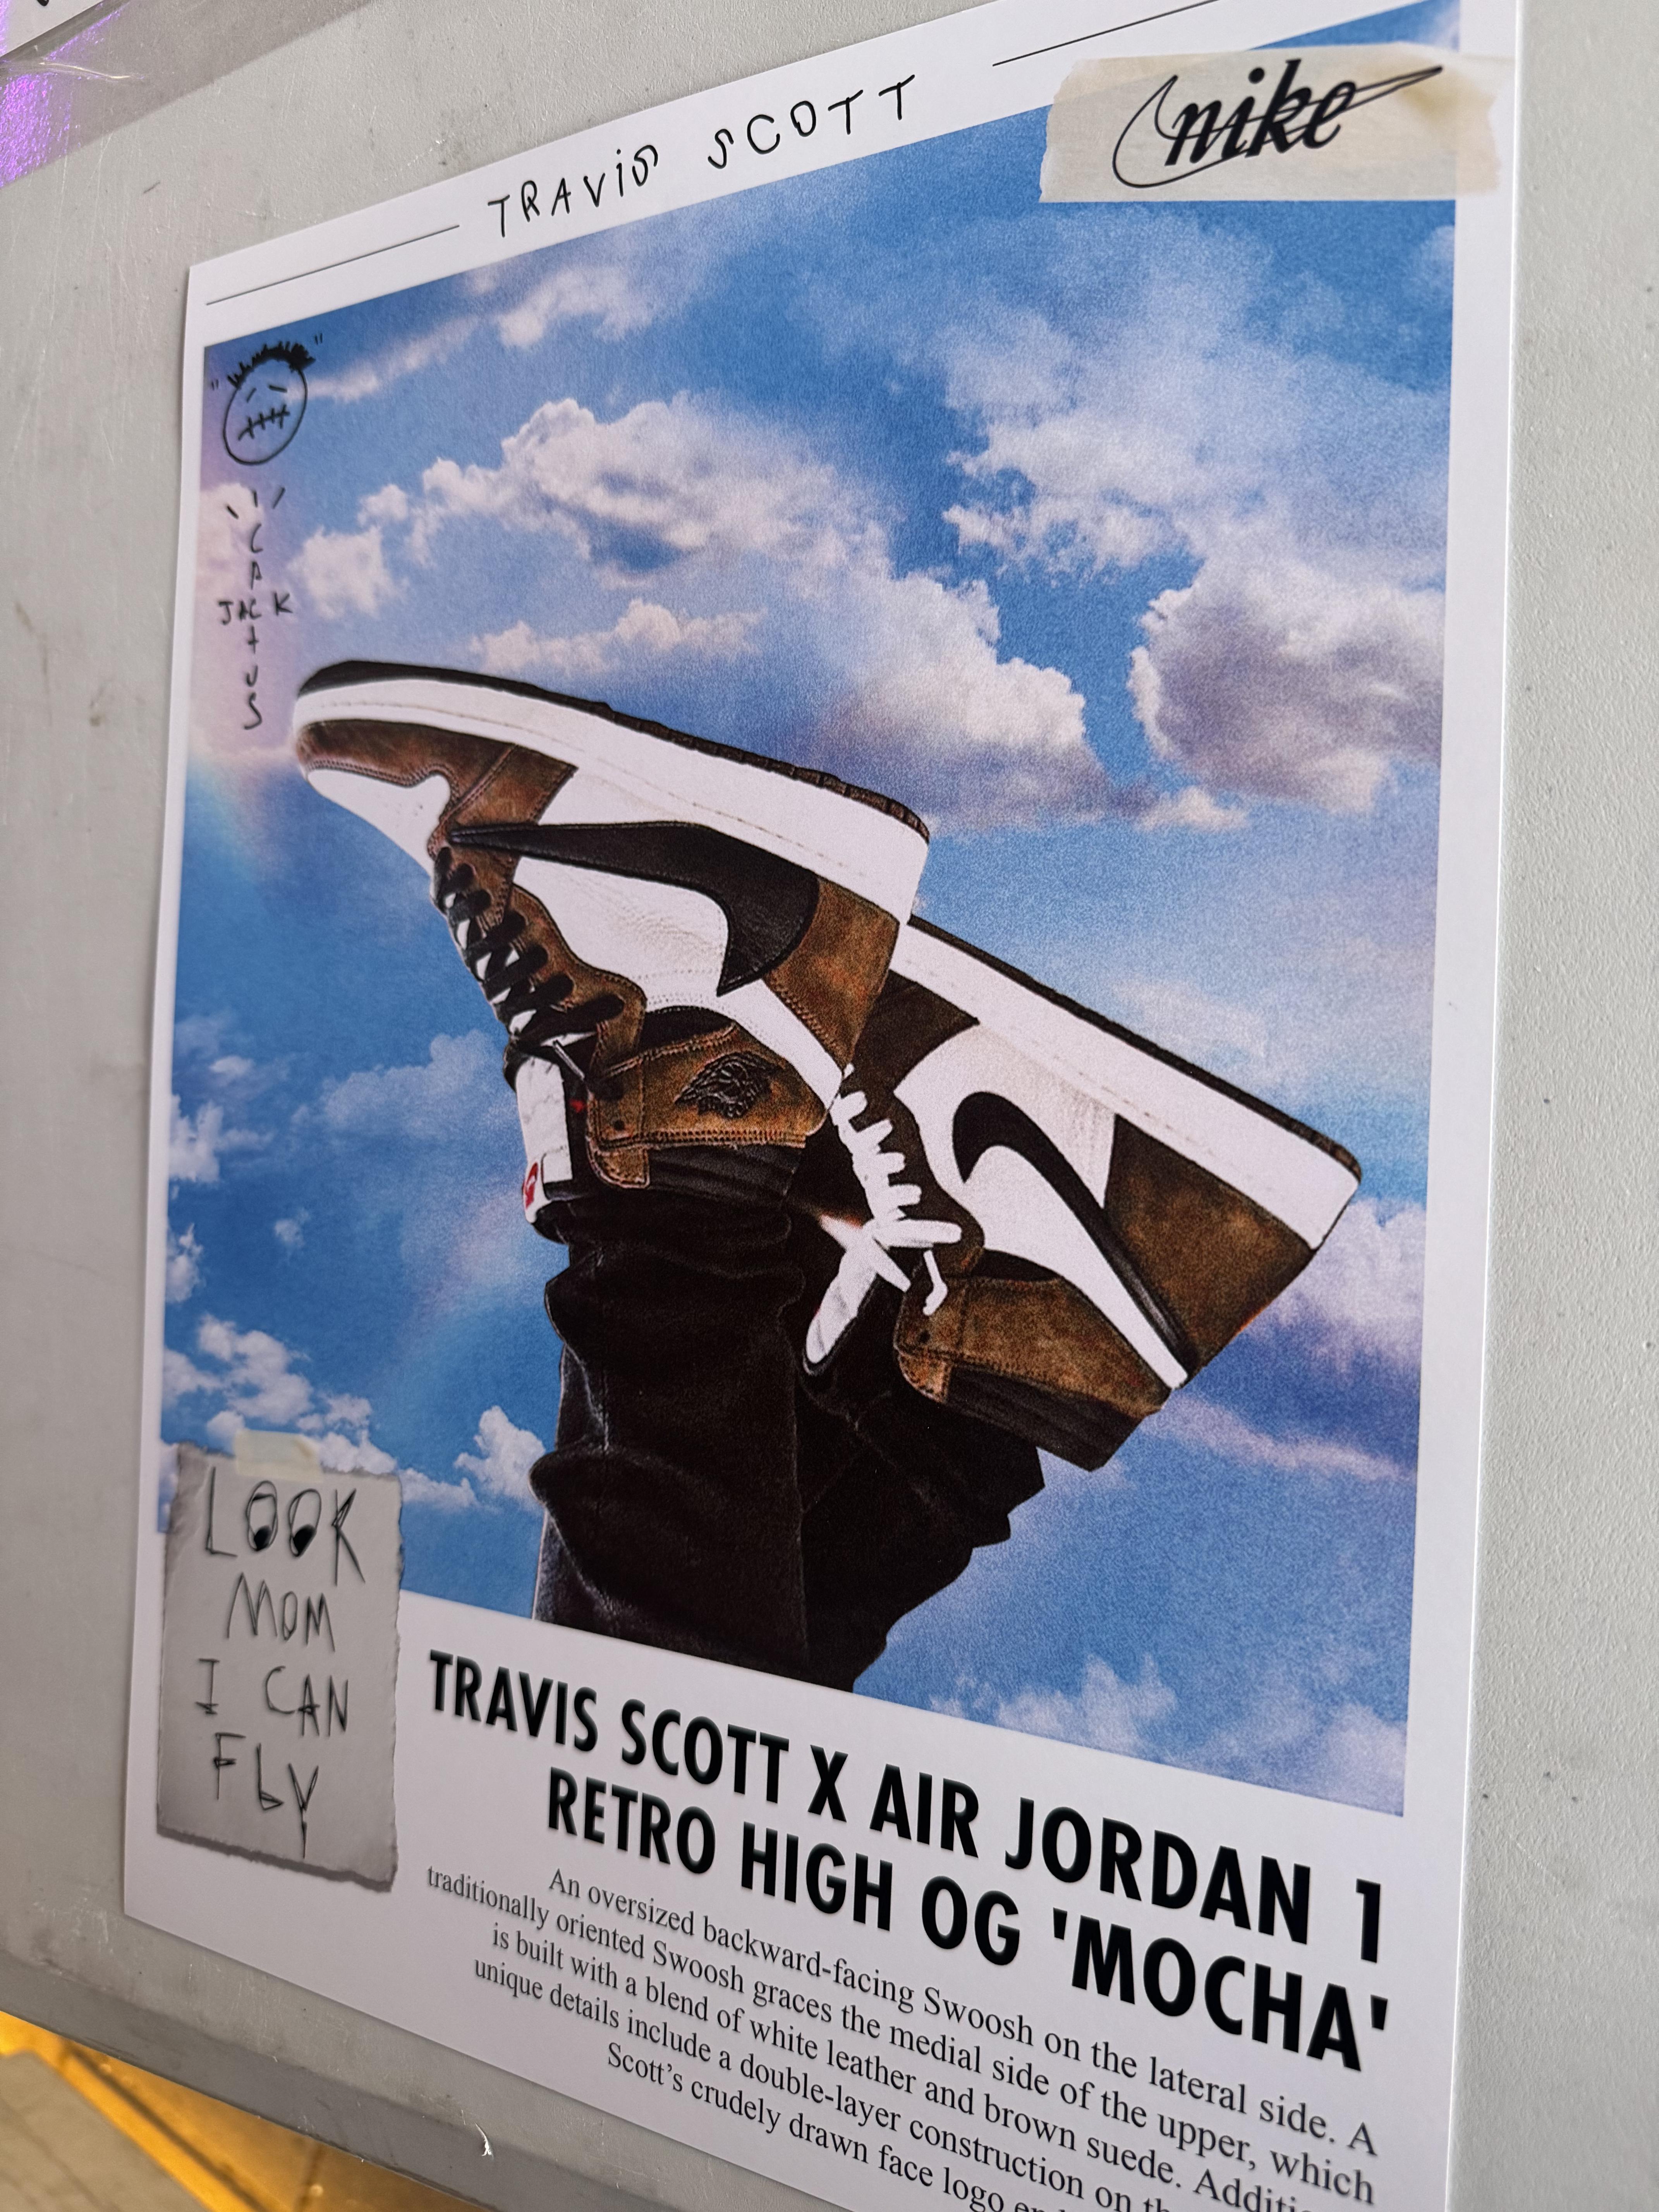 TRAVIS SCOTT
nike
CACTUS
JACK
LOOK
MOM
I CAN
FLY
TRAVIS SCOTT X AIR JORDAN 1
RETRO HIGH OG 'MOCHA'
An oversized backward-facing Swoosh on the lateral side. A
traditionally oriented Swoosh graces the medial side of the upper, which
is built with a blend of white leather and brown suede.
unique details include a double-layer construction on
Scott's crudely drawn face logo